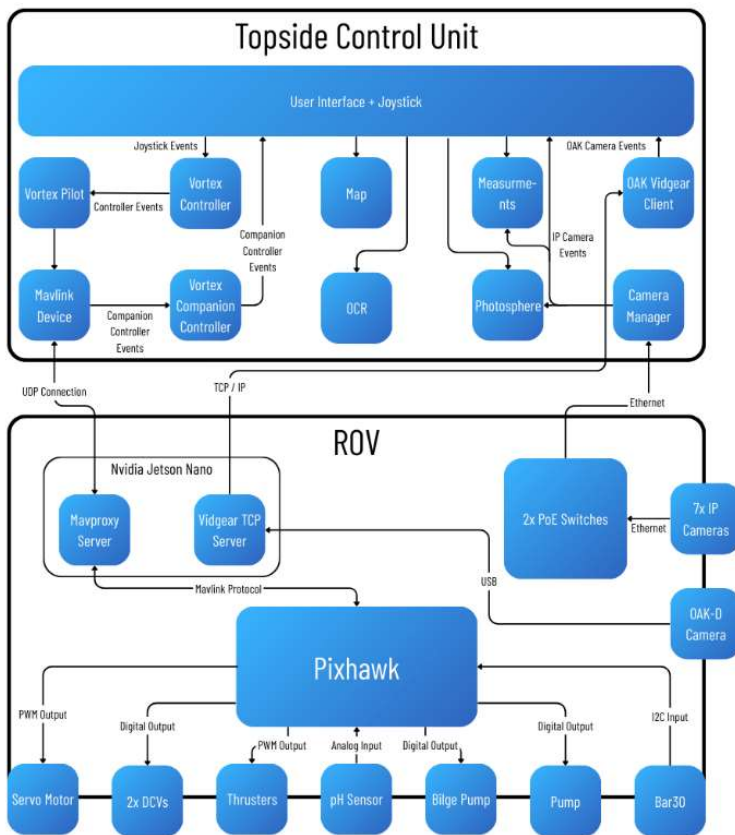 Topside Control Unit
User Interface + Joystick
Joystick Events
OAK Camera Events
Vortex Pilot
Controller Events
Vortex
Controller
Map
Measurme-
nts
OAK Vidgear
Client
Companion
Controller
Events
IP Camera
Events
Mavlink
Device
Companion
Controller
Events
Vortex
Companion
Controller
OCR
Photosphere
Camera
Manager
UDP Connection
TCP / IP
Ethernet
ROV
Nvidia Jetson Nano
Mavproxy
Server
Vidgear TCP
Server
2x PoE Switches
Ethernet
7x IP
Cameras
USB
Mavlink Protocol
OAK-D
Camera
Pixhawk
PWM Output
Digital Output
PWM Output
Analog Input
Digital Output
Digital Output
I2C Input
Servo Motor
2x DCVs
Thrusters
pH Sensor
Bilge Pump
Pump
Bar30